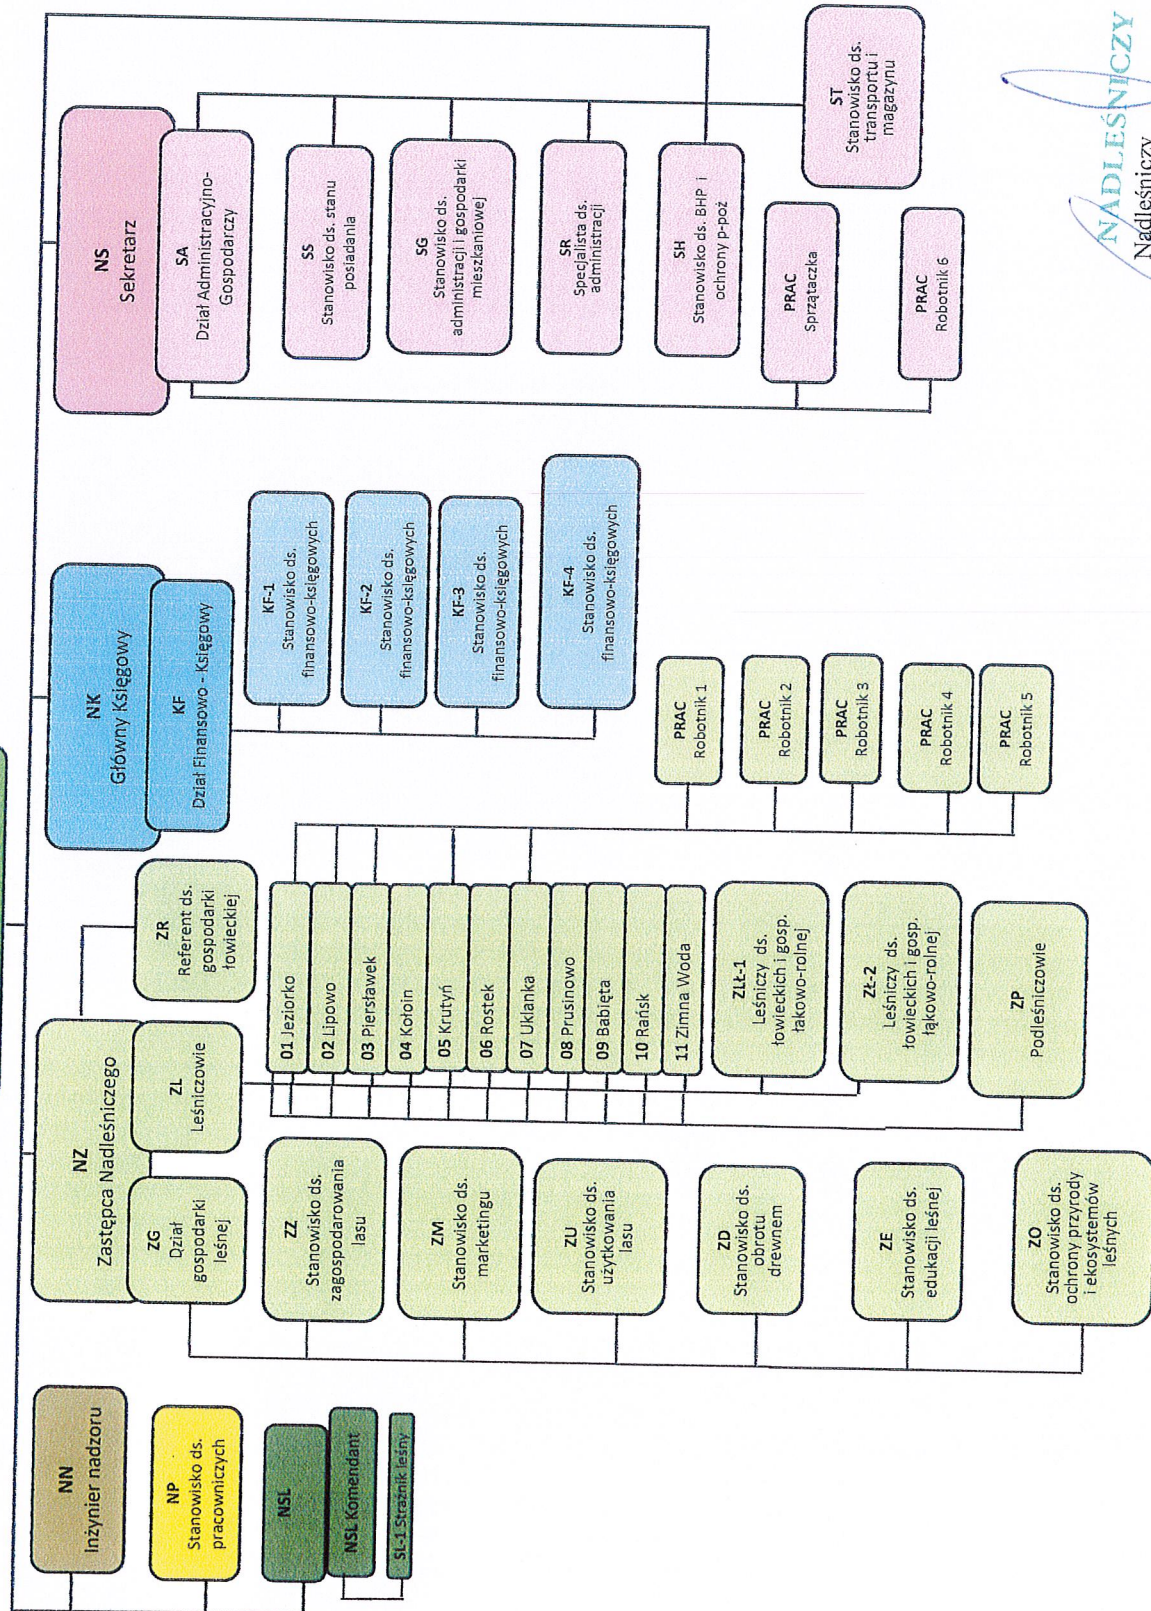 NN
Inżynier nadzoru
NP
Stanowisko ds.
pracowniczych
NSL
NSL Komendant
SL-1 Strażnik leśny
NZ
Zastępca Nadleśniczego
ZG
Dział
gospodarki
leśnej
ZL
Leśniczowie
ZR
Referent ds.
gospodarki
łowieckiej
ZZ
Stanowisko ds.
zagospodarowania
lasu
ZM
Stanowisko ds.
marketingu
ZU
Stanowisko ds.
użytkowania
lasu
ZD
Stanowisko ds.
obrotu
drewnem
ZE
Stanowisko ds.
edukacji leśnej
ZO
Stanowisko ds.
ochrony przyrody
i ekosystemów
leśnych
01 Jeziorko
02 Lipowo
03 Piersławek
04 Kołoin
05 Krutyń
06 Rostek
07 Uklanka
08 Prusinowo
09 Babięta
10 Rańsk
11 Zimna Woda
ZLŁ-1
Leśniczy ds.
łowieckich i gosp.
łąkowo-rolnej
ZŁ-2
Leśniczy ds.
łowieckich i gosp.
łąkowo-rolnej
ZP
Podleśniczowie
PRAC
Robotnik 1
PRAC
Robotnik 2
PRAC
Robotnik 3
PRAC
Robotnik 4
PRAC
Robotnik 5
NK
Główny Księgowy
KF
Dział Finansowo - Księgowy
KF-1
Stanowisko ds.
finansowo-księgowych
KF-2
Stanowisko ds.
finansowo-księgowych
KF-3
Stanowisko ds.
finansowo-księgowych
KF-4
Stanowisko ds.
finansowo-księgowych
NS
Sekretarz
SA
Dział Administracyjno-
Gospodarczy
SS
Stanowisko ds. stanu
posiadania
SG
Stanowisko ds.
administracji i gospodarki
mieszkaniowej
SR
Specjalista ds.
administracji
SH
Stanowisko ds. BHP i
ochrony p-poż
PRAC
Sprzątaczka
PRAC
Robotnik 6
ST
Stanowisko ds.
transportu i
magazynu
NADLEŚNICZY
Nadleśniczy